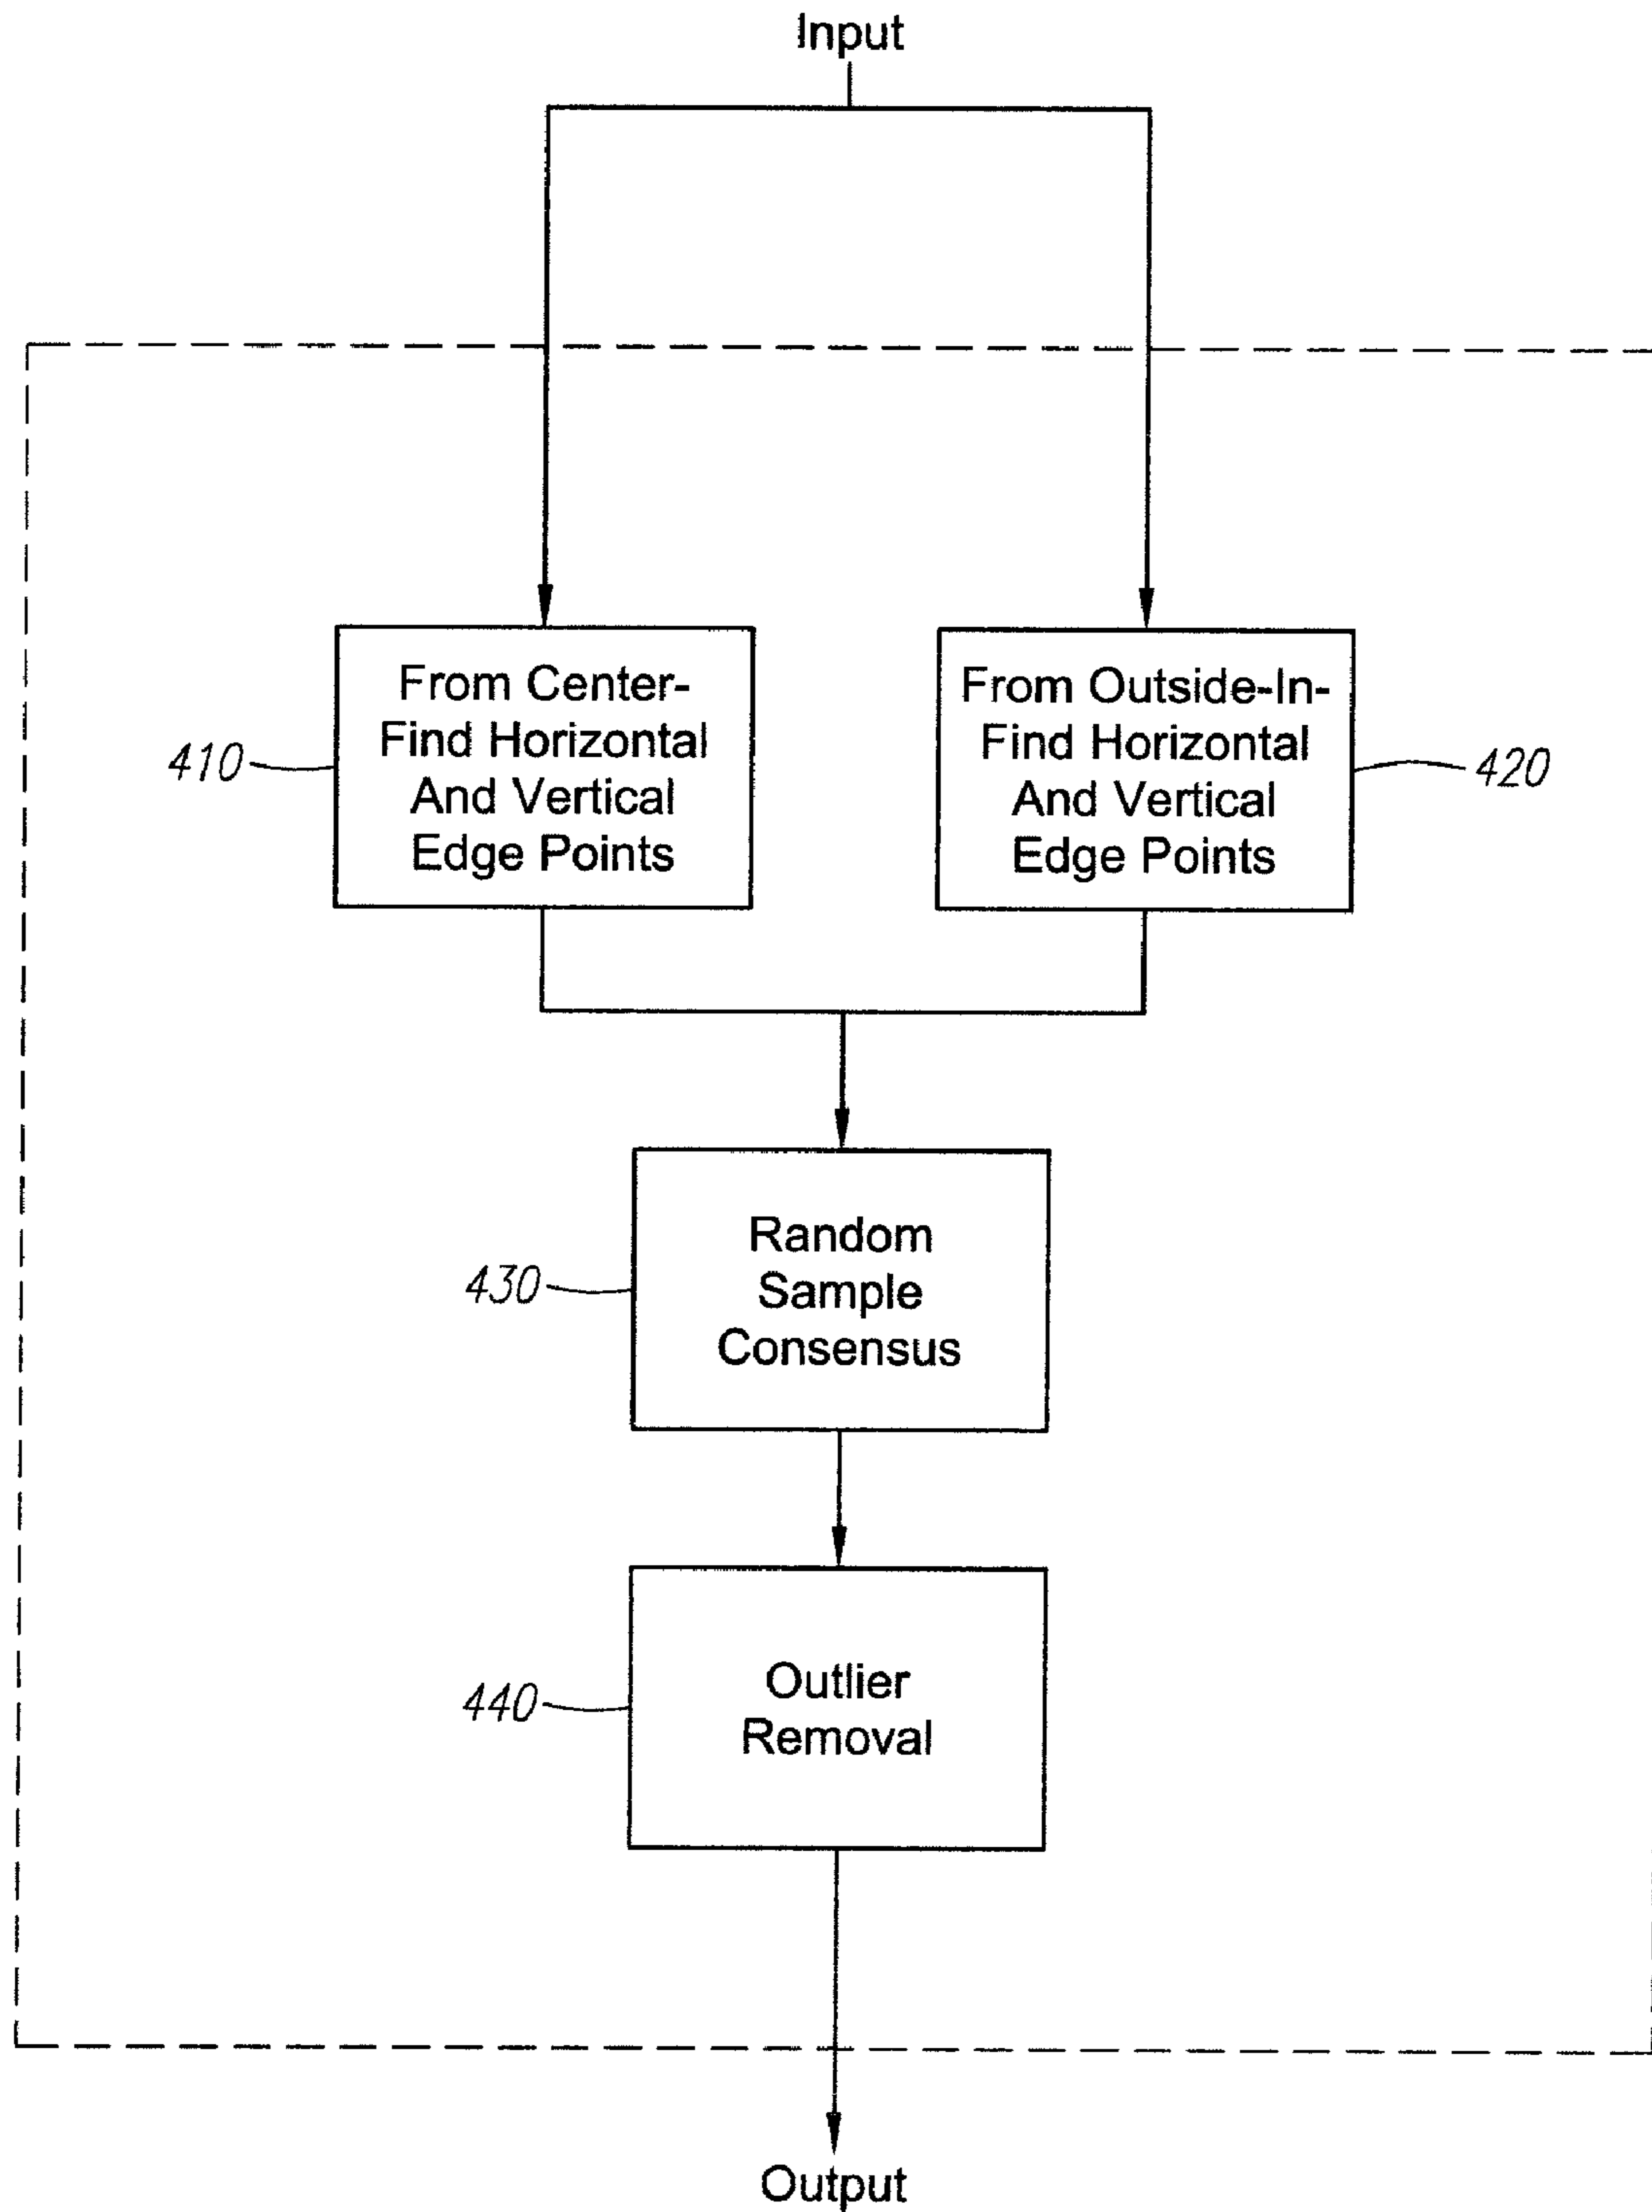 Input
From Center-
Find Horizontal
And Vertical
Edge Points
410
From Outside-In-
Find Horizontal
And Vertical
Edge Points
420
Random
Sample
Consensus
430
Outlier
Removal
440
Output